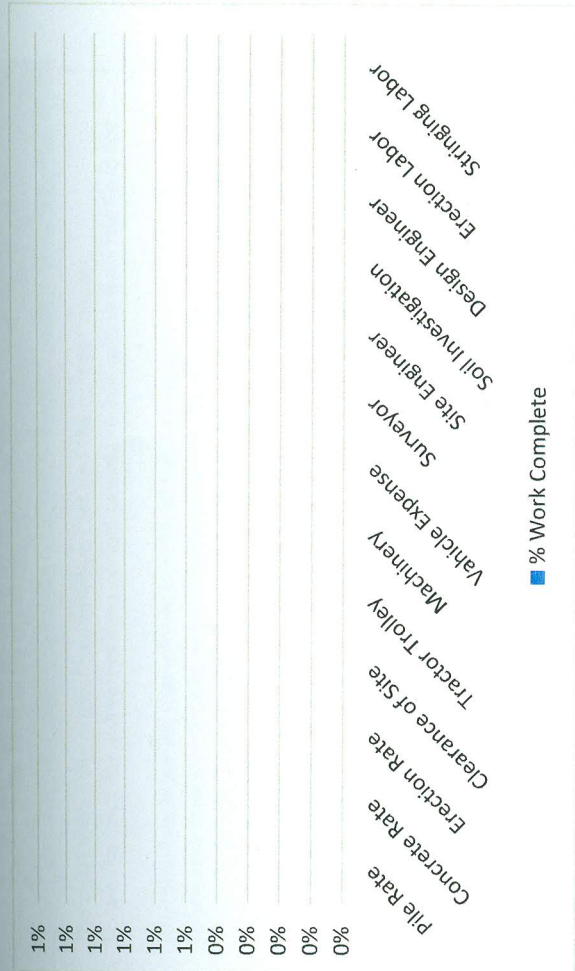 1%
1%
1%
1%
1%
1%
0%
0%
0%
0%
0%
Pile Rate
Concrete Rate
Erection Rate
Clearance of Site
Tractor Trolley
Machinery
Vahicle Expense
Surveyor
Site Engineer
Soil Investigation
Design Engineer
Erection Labor
Stringing Labor
% Work Complete